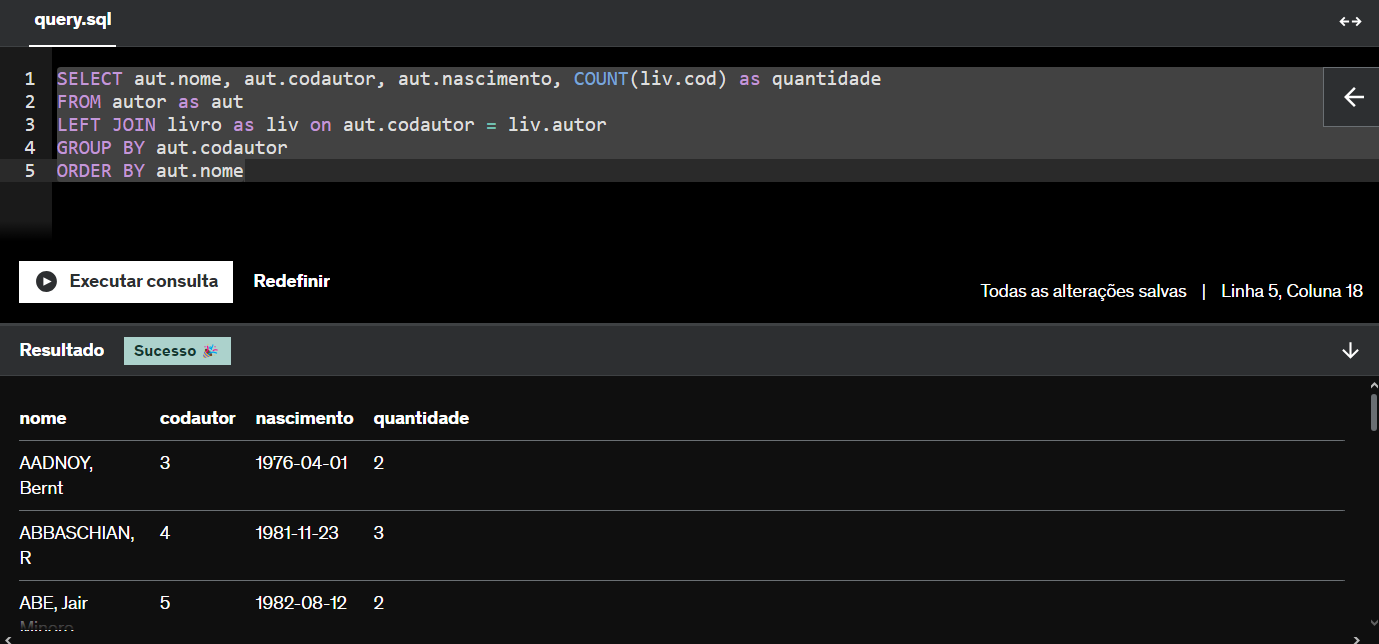 query.sql
1 SELECT aut.nome, aut.codautor, aut.nascimento, COUNT(liv.cod) as quantidade
2 FROM autor as aut
3 LEFT JOIN livro as liv on aut.codautor = liv.autor
4 GROUP BY aut.codautor
5 ORDER BY aut.nome
Executar consulta Redefinir Todas as alterações salvas | Linha 5, Coluna 18
Resultado Sucesso 🎉
nome codautor nascimento quantidade
AADNOY, 3 1976-04-01 2
Bernt
ABBASCHIAN, 4 1981-11-23 3
R
ABE, Jair 5 1982-08-12 2
Minoro